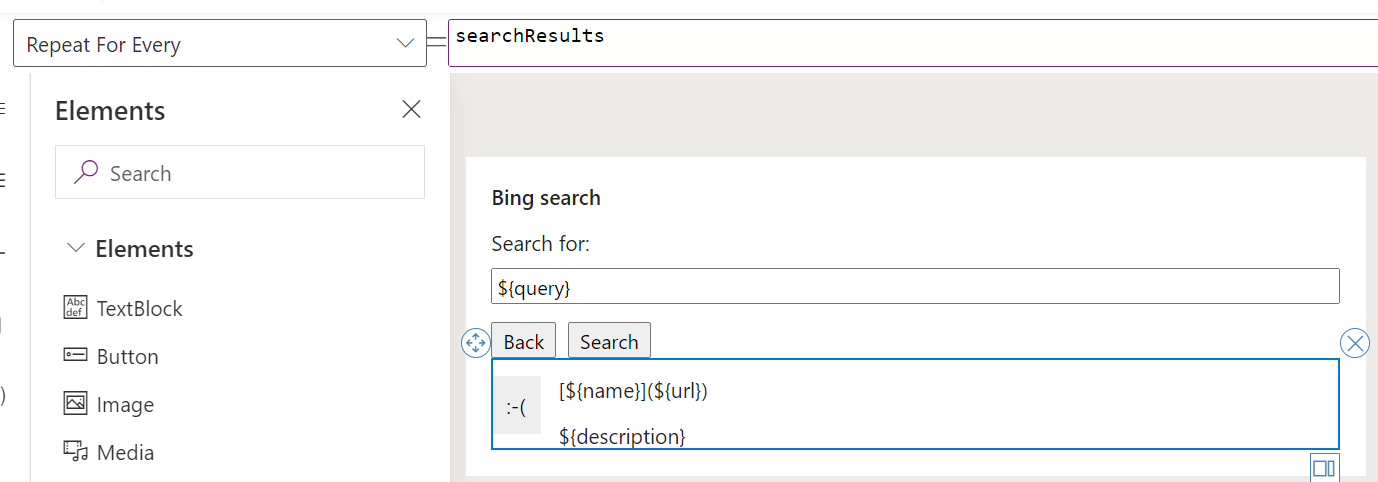 Repeat For Every
=
searchResults
Elements
Search
Elements
Abc
def
TextBlock
Button
Image
Media
Bing search
Search for:
${query}
Back
Search
:-(
[${name}](${url})
${description}